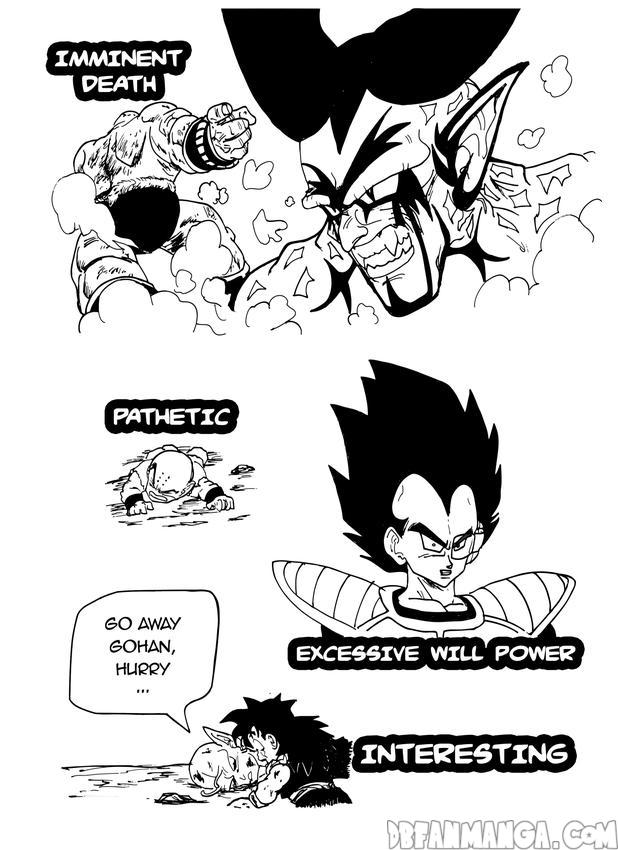 IMMINENT
DEATH
PATHETIC
EXCESSIVE WILL POWER
GO AWAY
GOHAN,
HURRY
...
INTERESTING
DBFANMANGA.COM